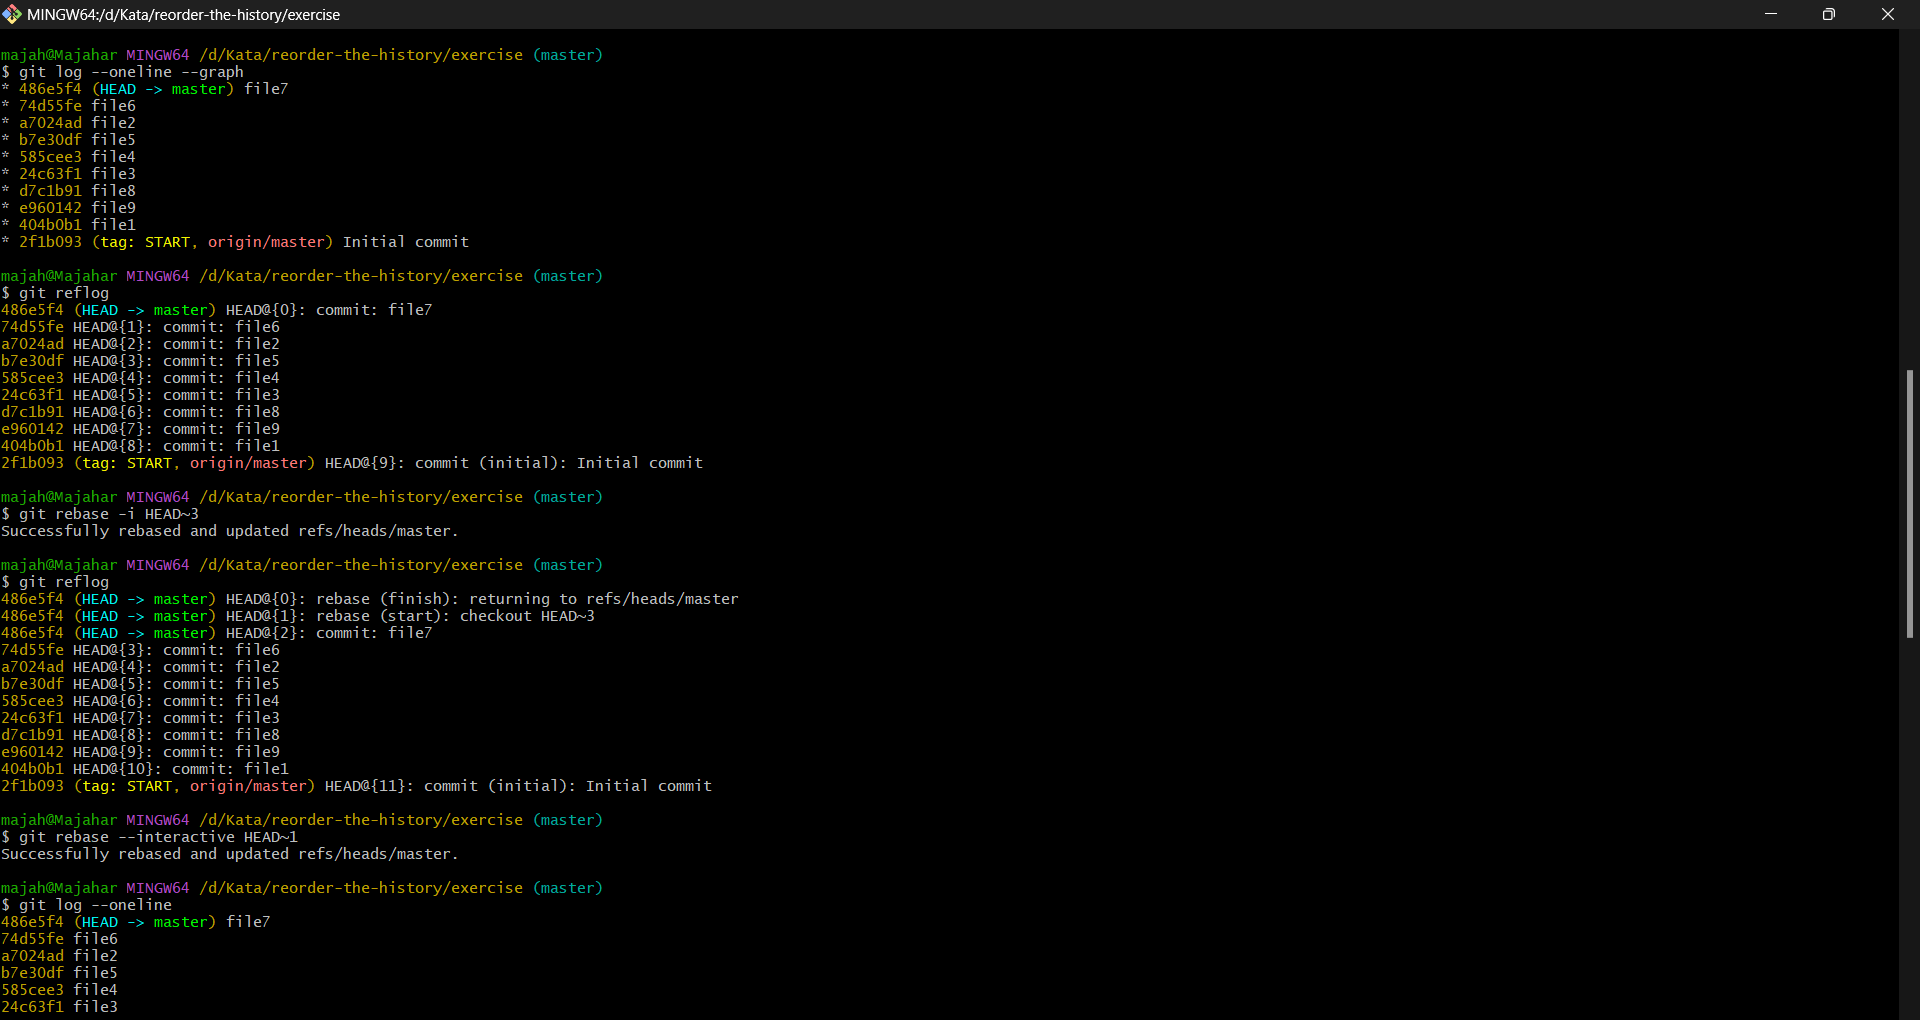 MINGW64:/d/Kata/reorder-the-history/exercise
majah@Majahar MINGW64 /d/Kata/reorder-the-history/exercise (master)
$ git log --oneline --graph
* 486e5f4 (HEAD -> master) file7
* 74d55fe file6
* a7024ad file2
* b7e30df file5
* 585cee3 file4
* 24c63f1 file3
* d7c1b91 file8
* e960142 file9
* 404b0b1 file1
* 2f1b093 (tag: START, origin/master) Initial commit
majah@Majahar MINGW64 /d/Kata/reorder-the-history/exercise (master)
$ git reflog
486e5f4 (HEAD -> master) HEAD@{0}: commit: file7
74d55fe HEAD@{1}: commit: file6
a7024ad HEAD@{2}: commit: file2
b7e30df HEAD@{3}: commit: file5
585cee3 HEAD@{4}: commit: file4
24c63f1 HEAD@{5}: commit: file3
d7c1b91 HEAD@{6}: commit: file8
e960142 HEAD@{7}: commit: file9
404b0b1 HEAD@{8}: commit: file1
2f1b093 (tag: START, origin/master) HEAD@{9}: commit (initial): Initial commit
majah@Majahar MINGW64 /d/Kata/reorder-the-history/exercise (master)
$ git rebase -i HEAD~3
Successfully rebased and updated refs/heads/master.
majah@Majahar MINGW64 /d/Kata/reorder-the-history/exercise (master)
$ git reflog
486e5f4 (HEAD -> master) HEAD@{0}: rebase (finish): returning to refs/heads/master
486e5f4 (HEAD -> master) HEAD@{1}: rebase (start): checkout HEAD~3
486e5f4 (HEAD -> master) HEAD@{2}: commit: file7
74d55fe HEAD@{3}: commit: file6
a7024ad HEAD@{4}: commit: file2
b7e30df HEAD@{5}: commit: file5
585cee3 HEAD@{6}: commit: file4
24c63f1 HEAD@{7}: commit: file3
d7c1b91 HEAD@{8}: commit: file8
e960142 HEAD@{9}: commit: file9
404b0b1 HEAD@{10}: commit: file1
2f1b093 (tag: START, origin/master) HEAD@{11}: commit (initial): Initial commit
majah@Majahar MINGW64 /d/Kata/reorder-the-history/exercise (master)
$ git rebase --interactive HEAD~1
Successfully rebased and updated refs/heads/master.
majah@Majahar MINGW64 /d/Kata/reorder-the-history/exercise (master)
$ git log --oneline
486e5f4 (HEAD -> master) file7
74d55fe file6
a7024ad file2
b7e30df file5
585cee3 file4
24c63f1 file3